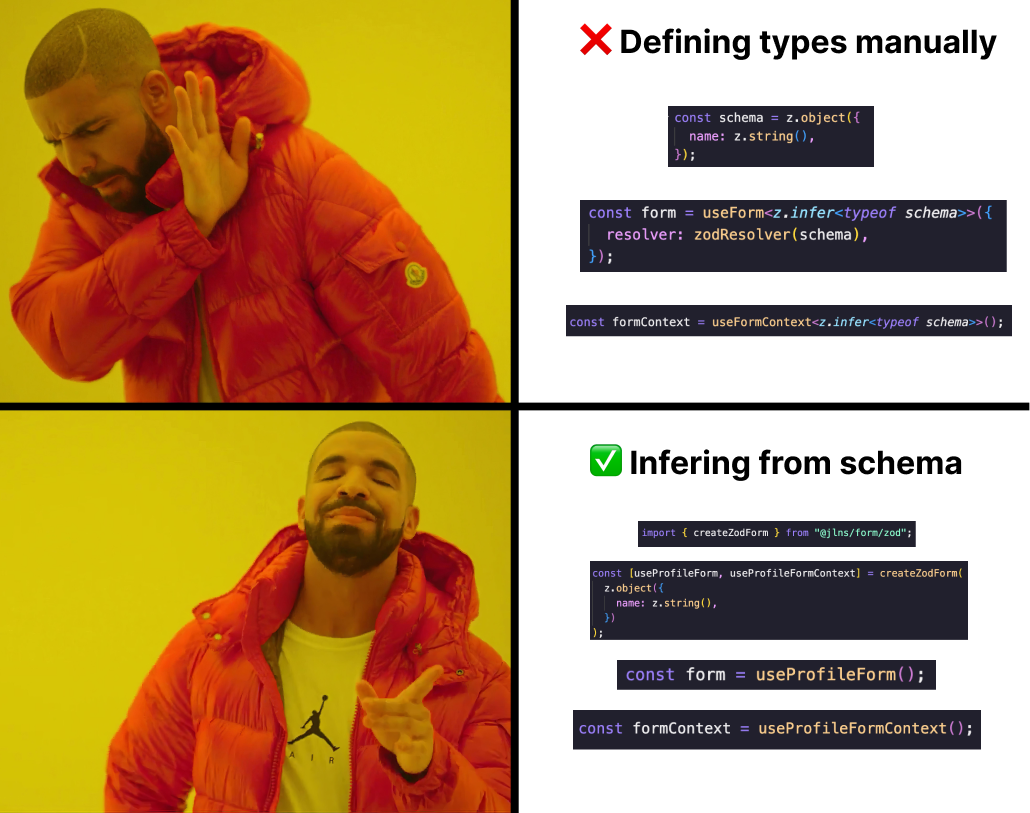 ❌ Defining types manually
const schema = z.object({
name: z.string(),
});
const form = useForm<z.infer<typeof schema>>({
resolver: zodResolver(schema),
});
const formContext = useFormContext<z.infer<typeof schema>>();
✅ Infering from schema
import { createZodForm } from "@jlns/form/zod";
const [useProfileForm, useProfileFormContext] = createZodForm(
z.object({
name: z.string(),
})
);
const form = useProfileForm();
const formContext = useProfileFormContext();
A I R